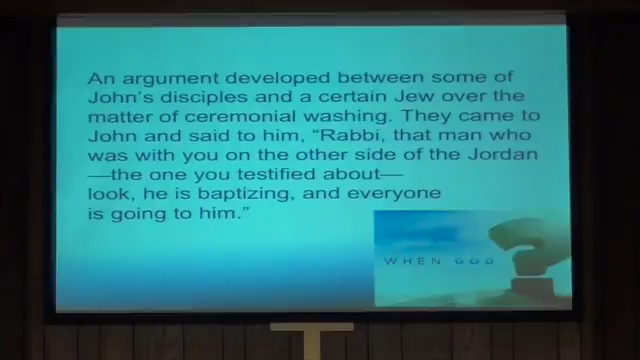 An argument developed between some of
John's disciples and a certain Jew over the
matter of ceremonial washing. They came to
John and said to him, “Rabbi, that man who
was with you on the other side of the Jordan
—the one you testified about—
look, he is baptizing, and everyone
is going to him.”
WHEN GOD